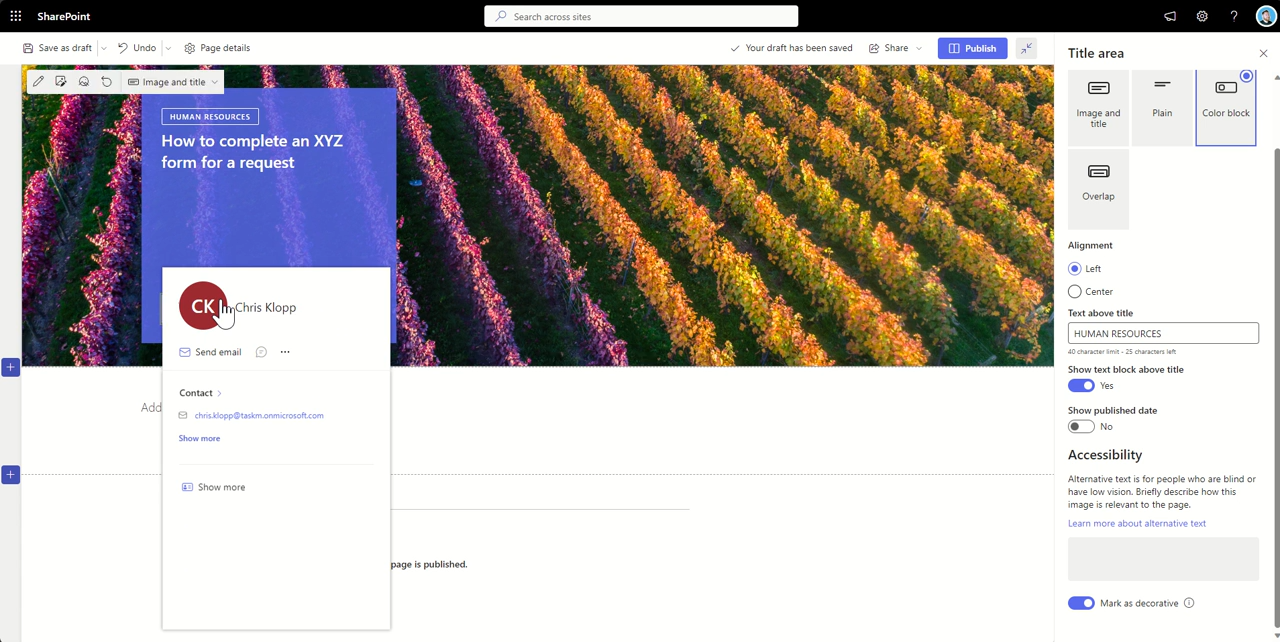 SharePoint
Search across sites
Save as draft
Undo
Page details
Your draft has been saved
Share
Publish
Image and title
HUMAN RESOURCES
How to complete an XYZ
form for a request
CK
Chris Klopp
Send email
Contact
chris.klopp@taskm.onmicrosoft.com
Show more
Show more
Add
page is published.
Title area
Image and
title
Plain
Color block
Overlap
Alignment
Left
Center
Text above title
HUMAN RESOURCES
40 character limit - 25 characters left
Show text block above title
Yes
Show published date
No
Accessibility
Alternative text is for people who are blind or
have low vision. Briefly describe how this
image is relevant to the page.
Learn more about alternative text
Mark as decorative